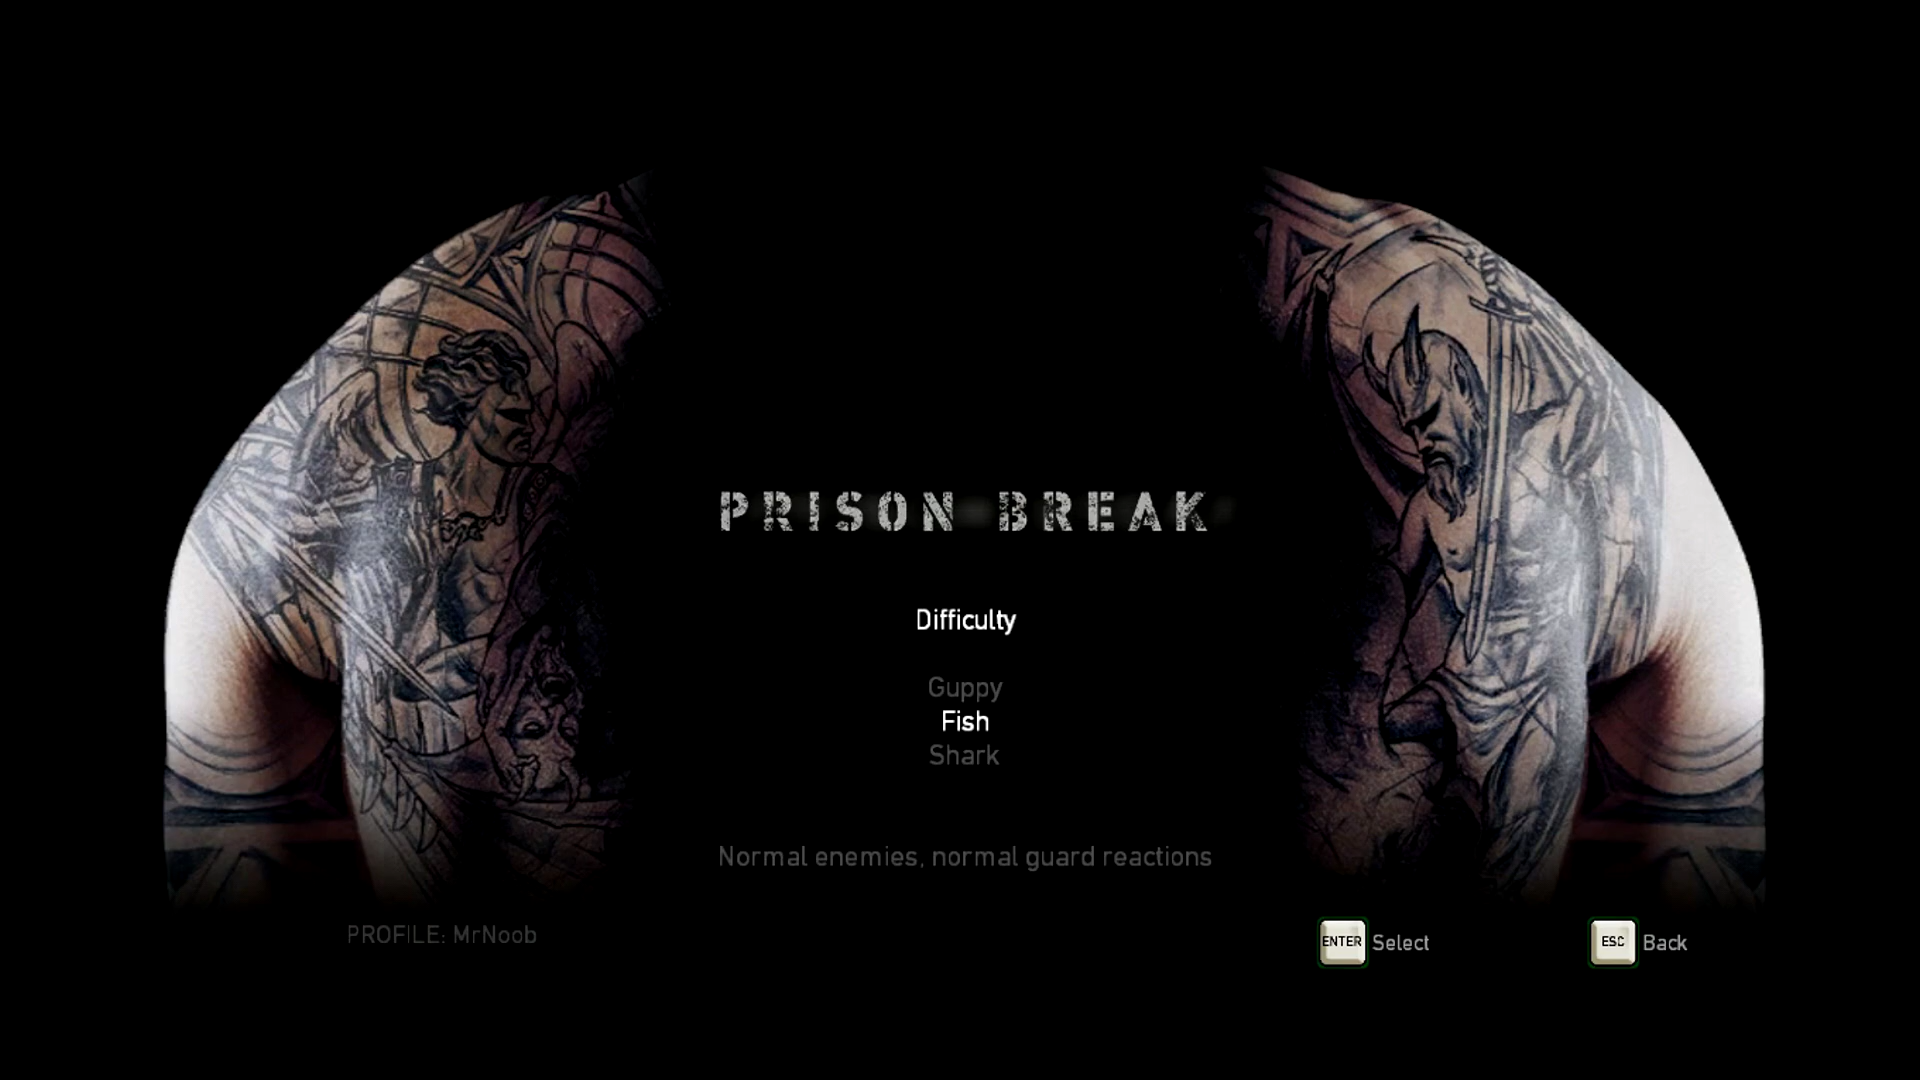 PRISON BREAK
Difficulty
Guppy
Fish
Shark
Normal enemies, normal guard reactions
PROFILE: MrNoob
ENTER Select
ESC Back